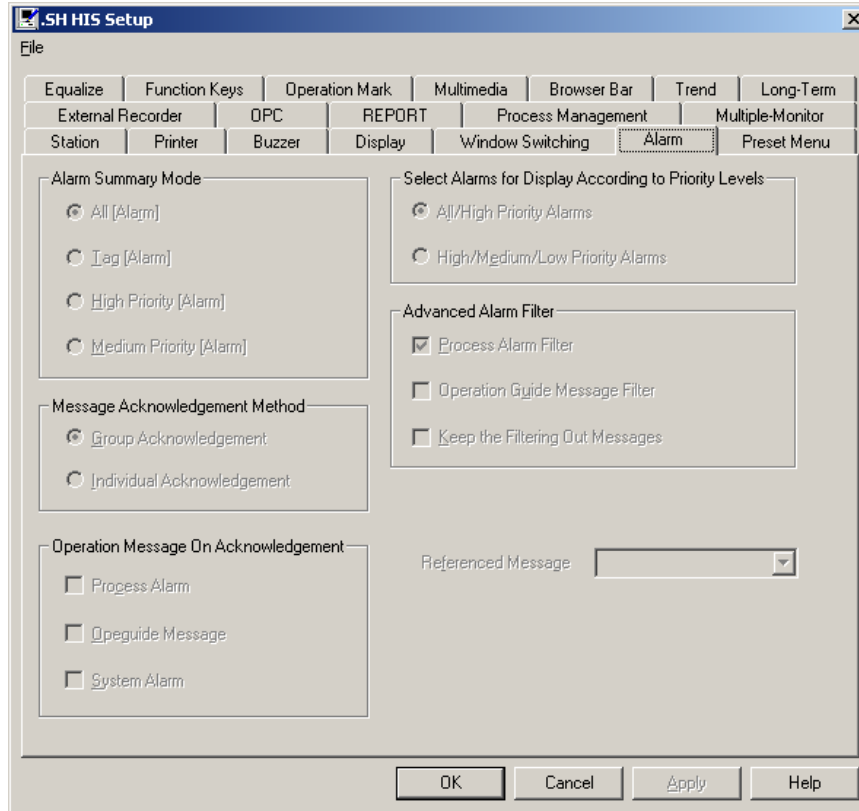 .SH HIS Setup
File
Equalize Function Keys Operation Mark Multimedia Browser Bar Trend Long-Term
External Recorder OPC REPORT Process Management Multiple-Monitor
Station Printer Buzzer Display Window Switching Alarm Preset Menu
Alarm Summary Mode
All [Alarm]
Tag [Alarm]
High Priority [Alarm]
Medium Priority [Alarm]
Message Acknowledgement Method
Group Acknowledgement
Individual Acknowledgement
Operation Message On Acknowledgement
Process Alarm
Opeguide Message
System Alarm
Select Alarms for Display According to Priority Levels
All/High Priority Alarms
High/Medium/Low Priority Alarms
Advanced Alarm Filter
Process Alarm Filter
Operation Guide Message Filter
Keep the Filtering Out Messages
Referenced Message
OK Cancel Apply Help